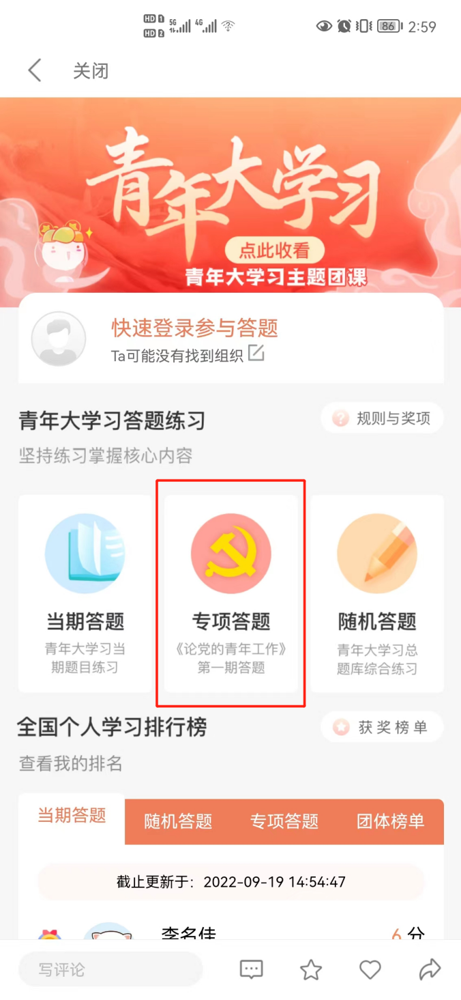 HD 1 5G 4G
HD 2
86 2:59
关闭
青年大学习
点此收看
青年大学习主题团课
快速登录参与答题
Ta可能没有找到组织
青年大学习答题练习
? 规则与奖项
坚持练习掌握核心内容
当期答题
青年大学习当
期题目练习
专项答题
《论党的青年工作》
第一期答题
随机答题
青年大学习总
题库综合练习
全国个人学习排行榜
获奖榜单
查看我的排名
当期答题 随机答题 专项答题 团体榜单
截止更新于：2022-09-19 14:54:47
李名佳 6 分
写评论